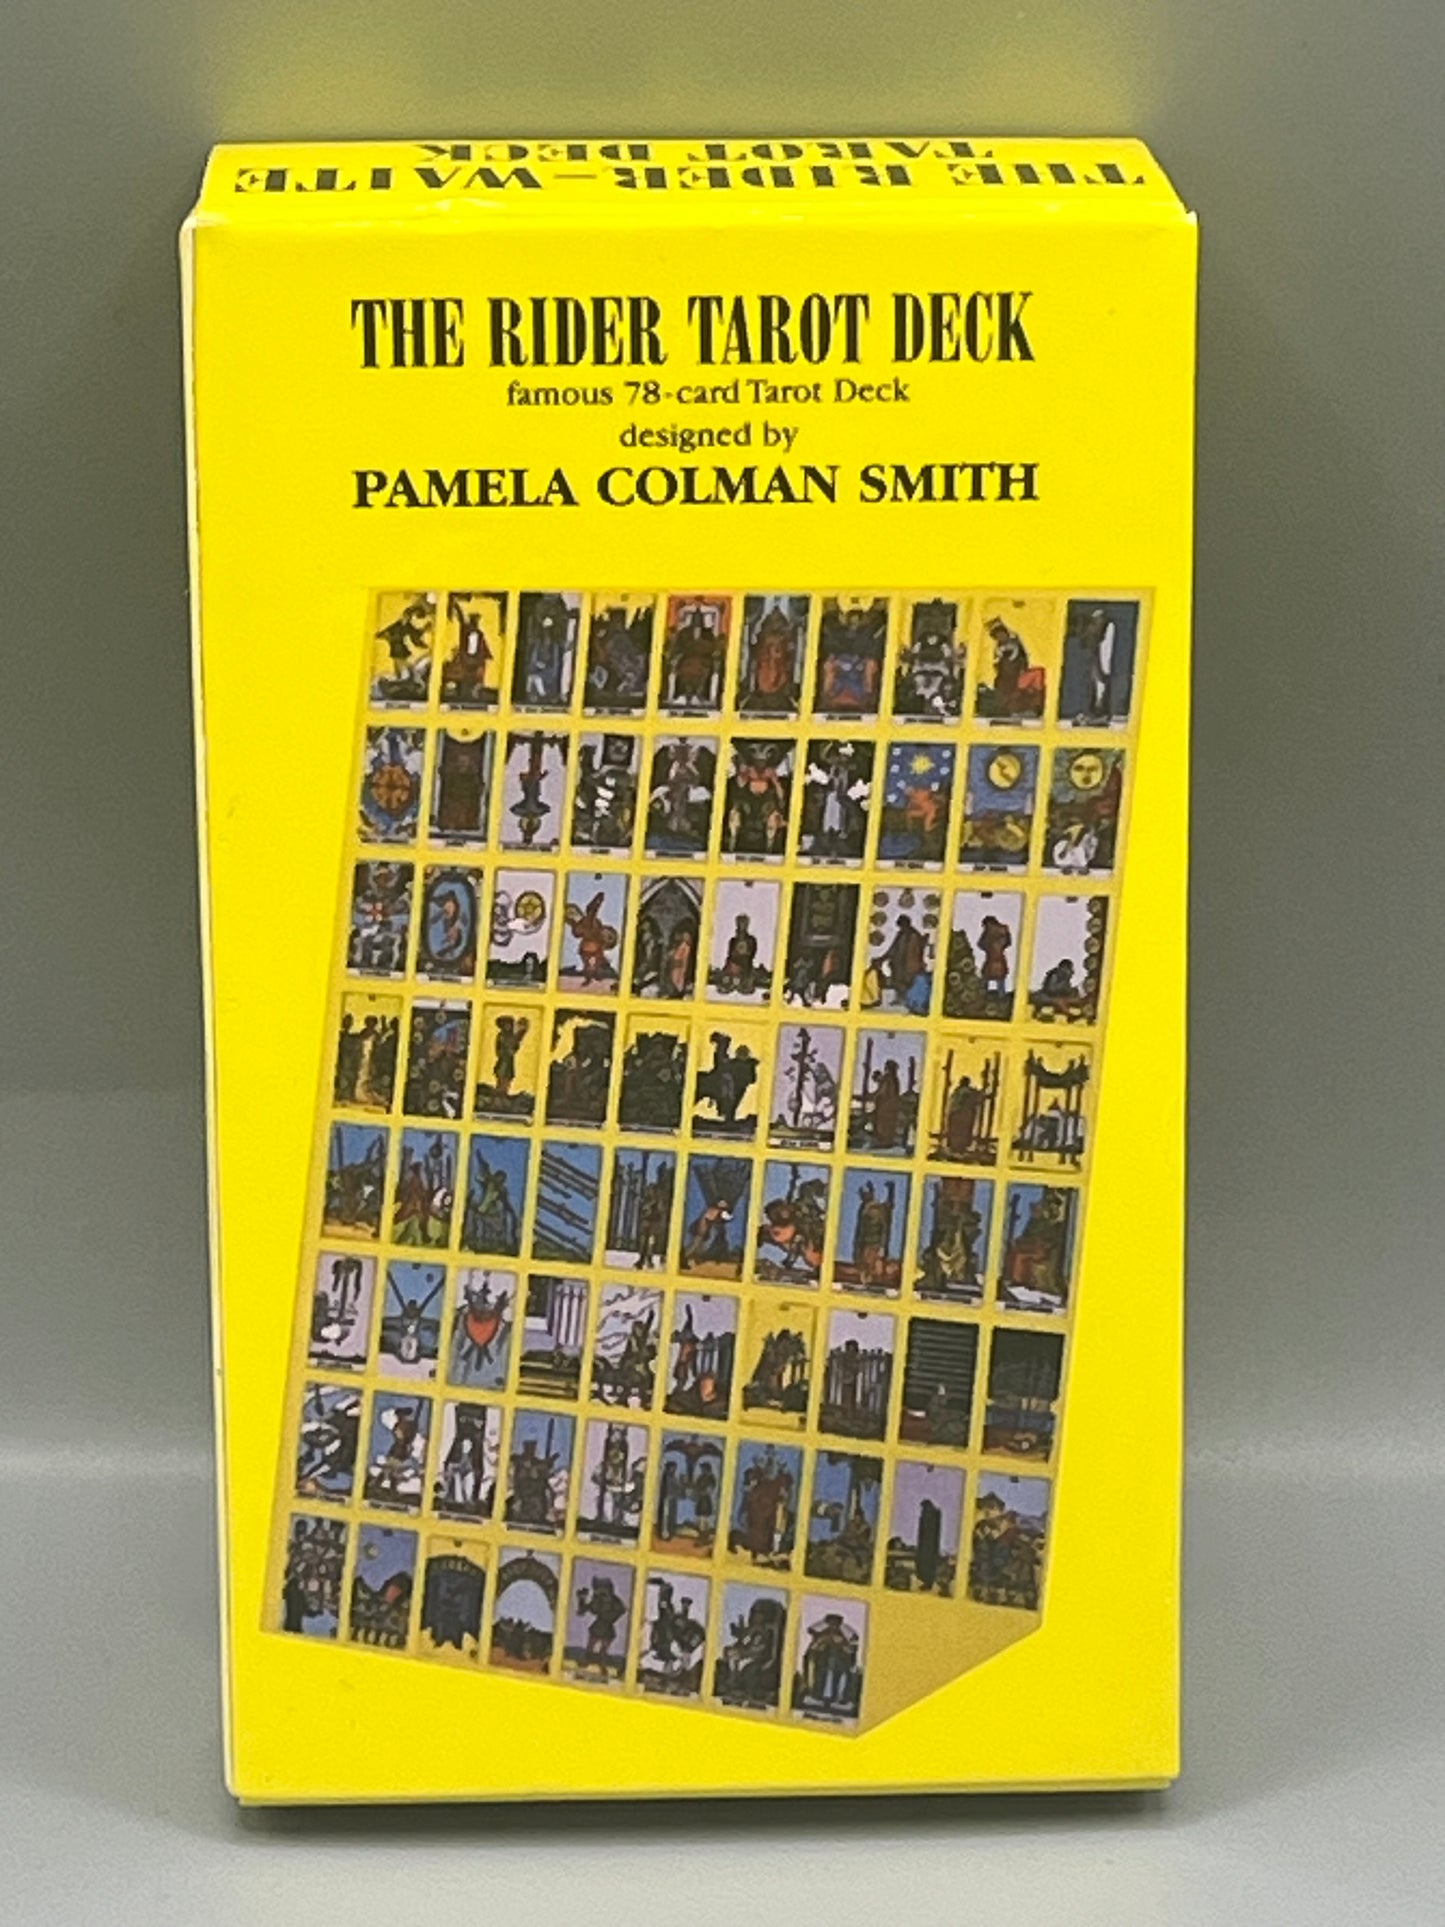 THE RIDER-WAITE
TAROT DECK
THE RIDER TAROT DECK
famous 78-card Tarot Deck
designed by
PAMELA COLMAN SMITH